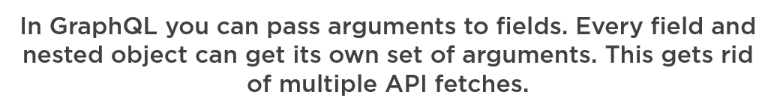 In GraphQL you can pass arguments to fields. Every field and
nested object can get its own set of arguments. This gets rid
of multiple API fetches.